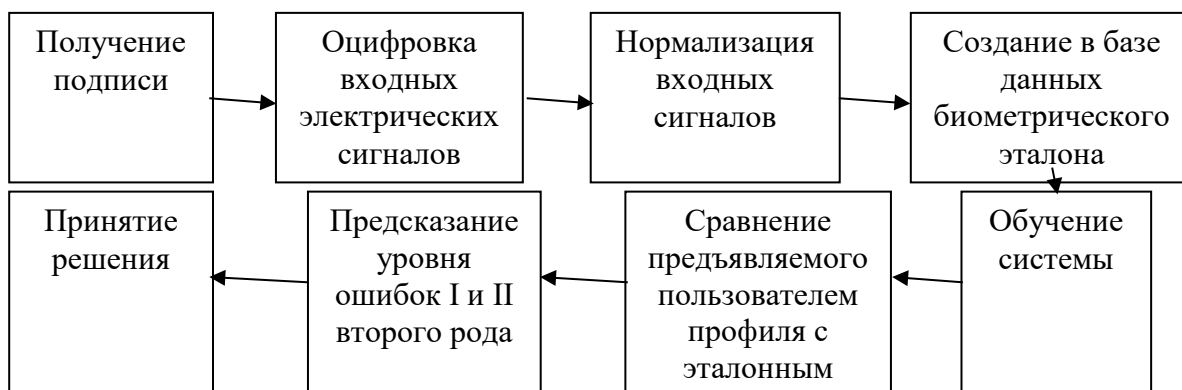 Получение
подписи
Оцифровка
входных
электрических
сигналов
Нормализация
входных
сигналов
Создание в базе
данных
биометрического
эталона
Обучение
системы
Сравнение
предъявляемого
пользователем
профиля с
эталонным
Предсказание
уровня
ошибок I и II
второго рода
Принятие
решения